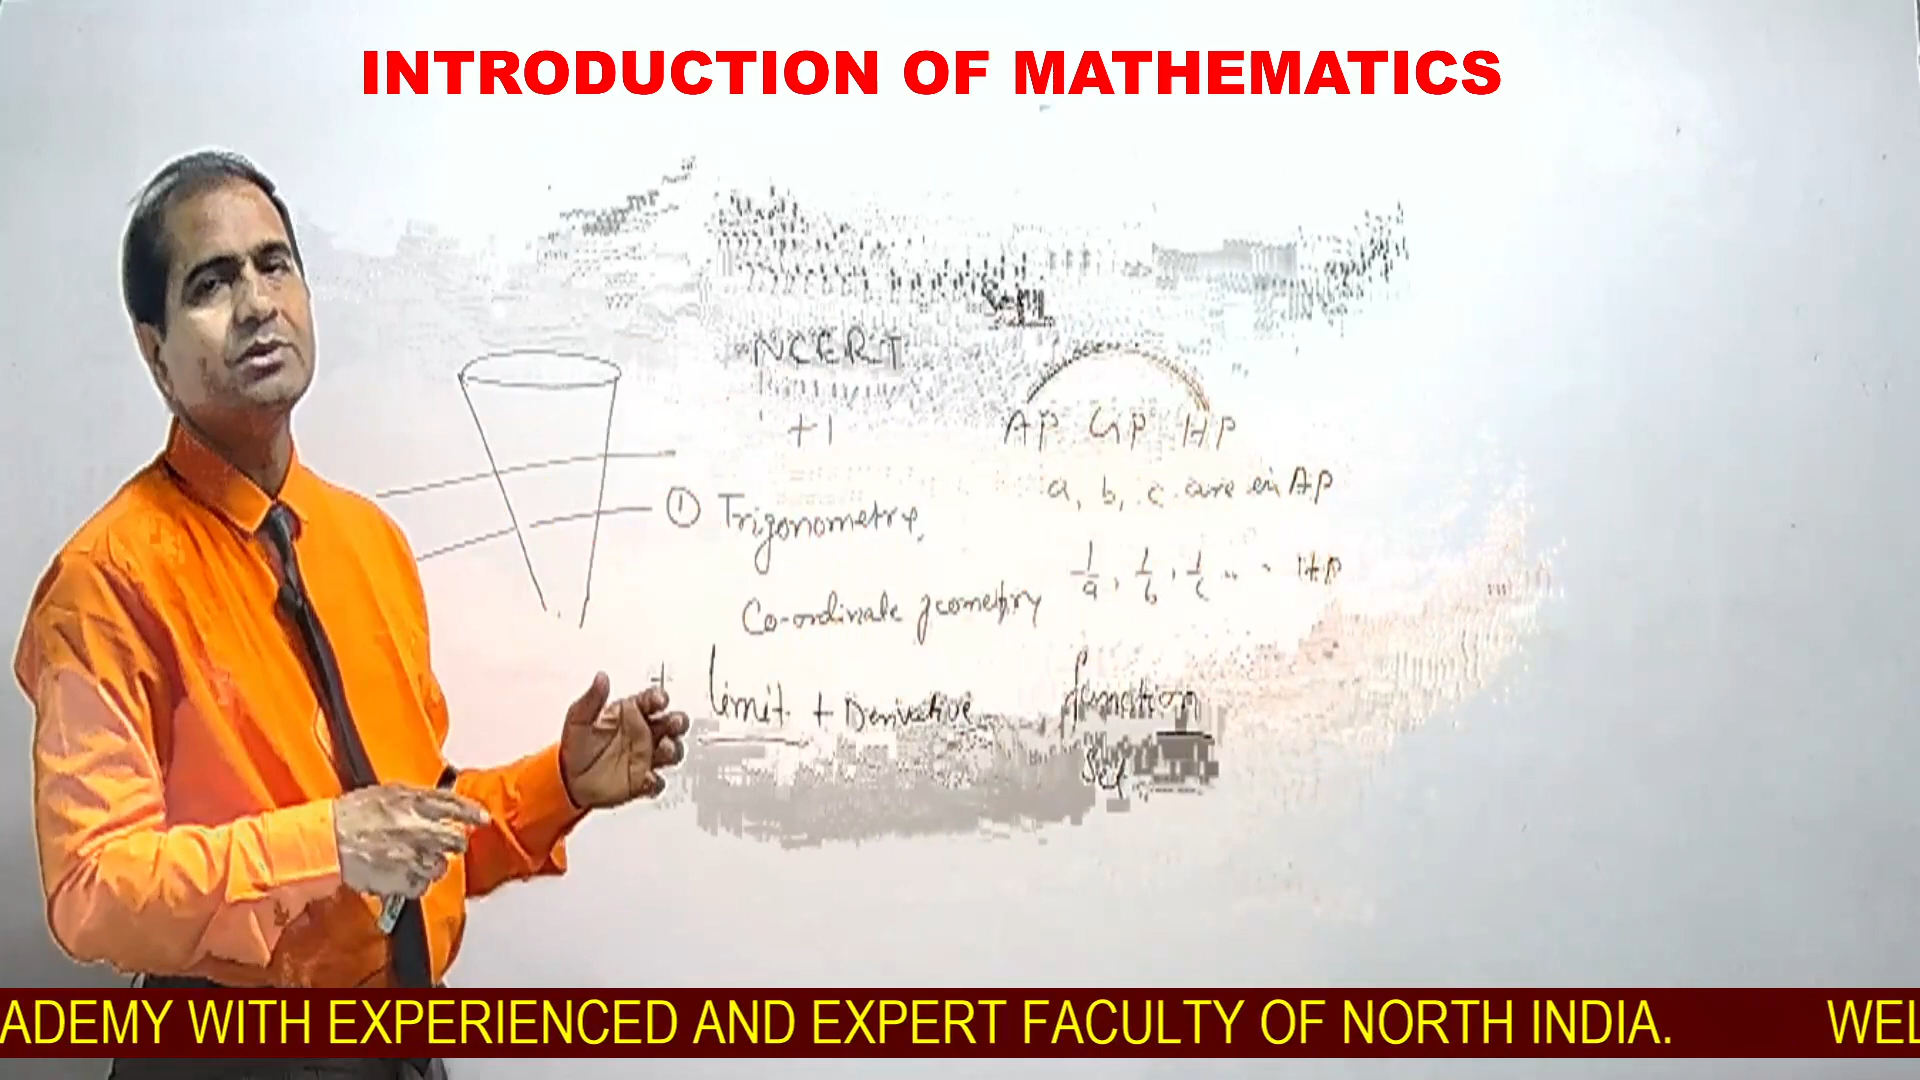 INTRODUCTION OF MATHEMATICS
NCERT
+1
AP GP HP
a, b, c are in AP
① Trigonometry,
1/a, 1/b, 1/c .. . HP
Co-ordinate geometry
+ limit + Derivative
function
Set
ADEMY WITH EXPERIENCED AND EXPERT FACULTY OF NORTH INDIA. WEL